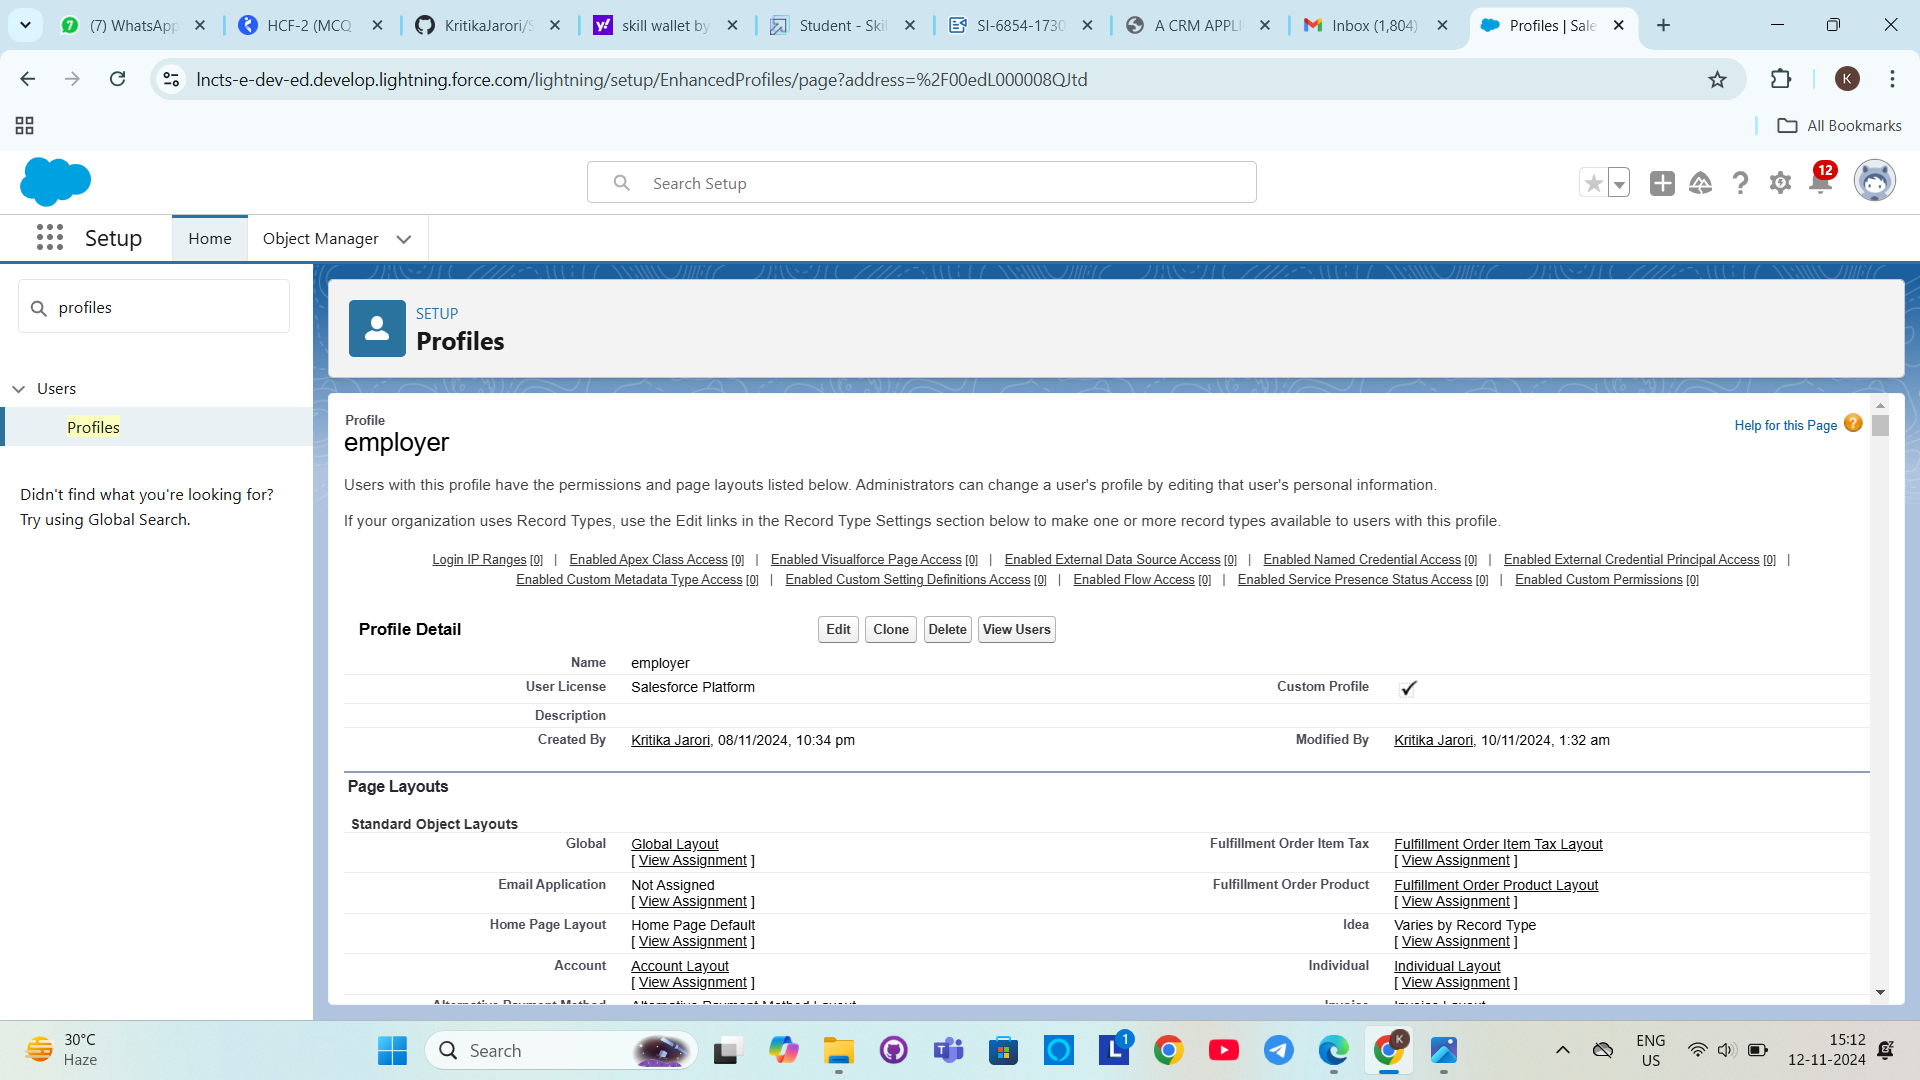 (7) WhatsApp
HCF-2 (MCQ
KritikaJarori/S
skill wallet by
Student - Skil
SI-6854-1730
A CRM APPLI
Inbox (1,804)
Profiles | Sale
lncts-e-dev-ed.develop.lightning.force.com/lightning/setup/EnhancedProfiles/page?address=%2F00edL000008QJtd
K
All Bookmarks
Search Setup
12
Setup
Home
Object Manager
profiles
Users
Profiles
Didn't find what you're looking for?
Try using Global Search.
SETUP
Profiles
Profile
employer
Help for this Page ?
Users with this profile have the permissions and page layouts listed below. Administrators can change a user's profile by editing that user's personal information.
If your organization uses Record Types, use the Edit links in the Record Type Settings section below to make one or more record types available to users with this profile.
Login IP Ranges [0] | Enabled Apex Class Access [0] | Enabled Visualforce Page Access [0] | Enabled External Data Source Access [0] | Enabled Named Credential Access [0] | Enabled External Credential Principal Access [0] |
Enabled Custom Metadata Type Access [0] | Enabled Custom Setting Definitions Access [0] | Enabled Flow Access [0] | Enabled Service Presence Status Access [0] | Enabled Custom Permissions [0]
Profile Detail
Edit Clone Delete View Users
Name employer
User License Salesforce Platform Custom Profile
Description
Created By Kritika Jarori, 08/11/2024, 10:34 pm Modified By Kritika Jarori, 10/11/2024, 1:32 am
Page Layouts
Standard Object Layouts
Global Global Layout Fulfillment Order Item Tax Fulfillment Order Item Tax Layout
[ View Assignment ] [ View Assignment ]
Email Application Not Assigned Fulfillment Order Product Fulfillment Order Product Layout
[ View Assignment ] [ View Assignment ]
Home Page Layout Home Page Default Idea Varies by Record Type
[ View Assignment ] [ View Assignment ]
Account Account Layout Individual Individual Layout
[ View Assignment ] [ View Assignment ]
Alternative Payment Method Alternative Payment Method Layout Invoice Invoice Layout
30°C
Haze
Search
1
K
ENG
US
15:12
12-11-2024